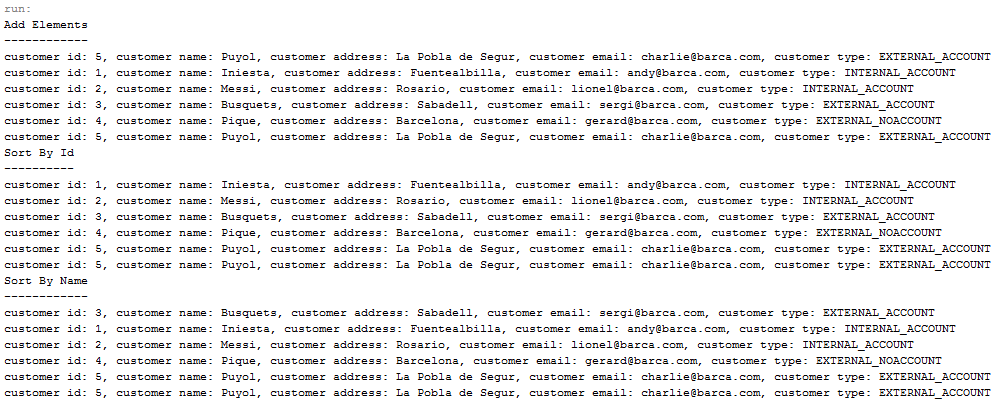 run:
Add Elements
------------
customer id: 5, customer name: Puyol, customer address: La Pobla de Segur, customer email: charlie@barca.com, customer type: EXTERNAL_ACCOUNT
customer id: 1, customer name: Iniesta, customer address: Fuentealbilla, customer email: andy@barca.com, customer type: INTERNAL_ACCOUNT
customer id: 2, customer name: Messi, customer address: Rosario, customer email: lionel@barca.com, customer type: INTERNAL_ACCOUNT
customer id: 3, customer name: Busquets, customer address: Sabadell, customer email: sergi@barca.com, customer type: EXTERNAL_ACCOUNT
customer id: 4, customer name: Pique, customer address: Barcelona, customer email: gerard@barca.com, customer type: EXTERNAL_NOACCOUNT
customer id: 5, customer name: Puyol, customer address: La Pobla de Segur, customer email: charlie@barca.com, customer type: EXTERNAL_ACCOUNT
Sort By Id
----------
customer id: 1, customer name: Iniesta, customer address: Fuentealbilla, customer email: andy@barca.com, customer type: INTERNAL_ACCOUNT
customer id: 2, customer name: Messi, customer address: Rosario, customer email: lionel@barca.com, customer type: INTERNAL_ACCOUNT
customer id: 3, customer name: Busquets, customer address: Sabadell, customer email: sergi@barca.com, customer type: EXTERNAL_ACCOUNT
customer id: 4, customer name: Pique, customer address: Barcelona, customer email: gerard@barca.com, customer type: EXTERNAL_NOACCOUNT
customer id: 5, customer name: Puyol, customer address: La Pobla de Segur, customer email: charlie@barca.com, customer type: EXTERNAL_ACCOUNT
customer id: 5, customer name: Puyol, customer address: La Pobla de Segur, customer email: charlie@barca.com, customer type: EXTERNAL_ACCOUNT
Sort By Name
------------
customer id: 3, customer name: Busquets, customer address: Sabadell, customer email: sergi@barca.com, customer type: EXTERNAL_ACCOUNT
customer id: 1, customer name: Iniesta, customer address: Fuentealbilla, customer email: andy@barca.com, customer type: INTERNAL_ACCOUNT
customer id: 2, customer name: Messi, customer address: Rosario, customer email: lionel@barca.com, customer type: INTERNAL_ACCOUNT
customer id: 4, customer name: Pique, customer address: Barcelona, customer email: gerard@barca.com, customer type: EXTERNAL_NOACCOUNT
customer id: 5, customer name: Puyol, customer address: La Pobla de Segur, customer email: charlie@barca.com, customer type: EXTERNAL_ACCOUNT
customer id: 5, customer name: Puyol, customer address: La Pobla de Segur, customer email: charlie@barca.com, customer type: EXTERNAL_ACCOUNT